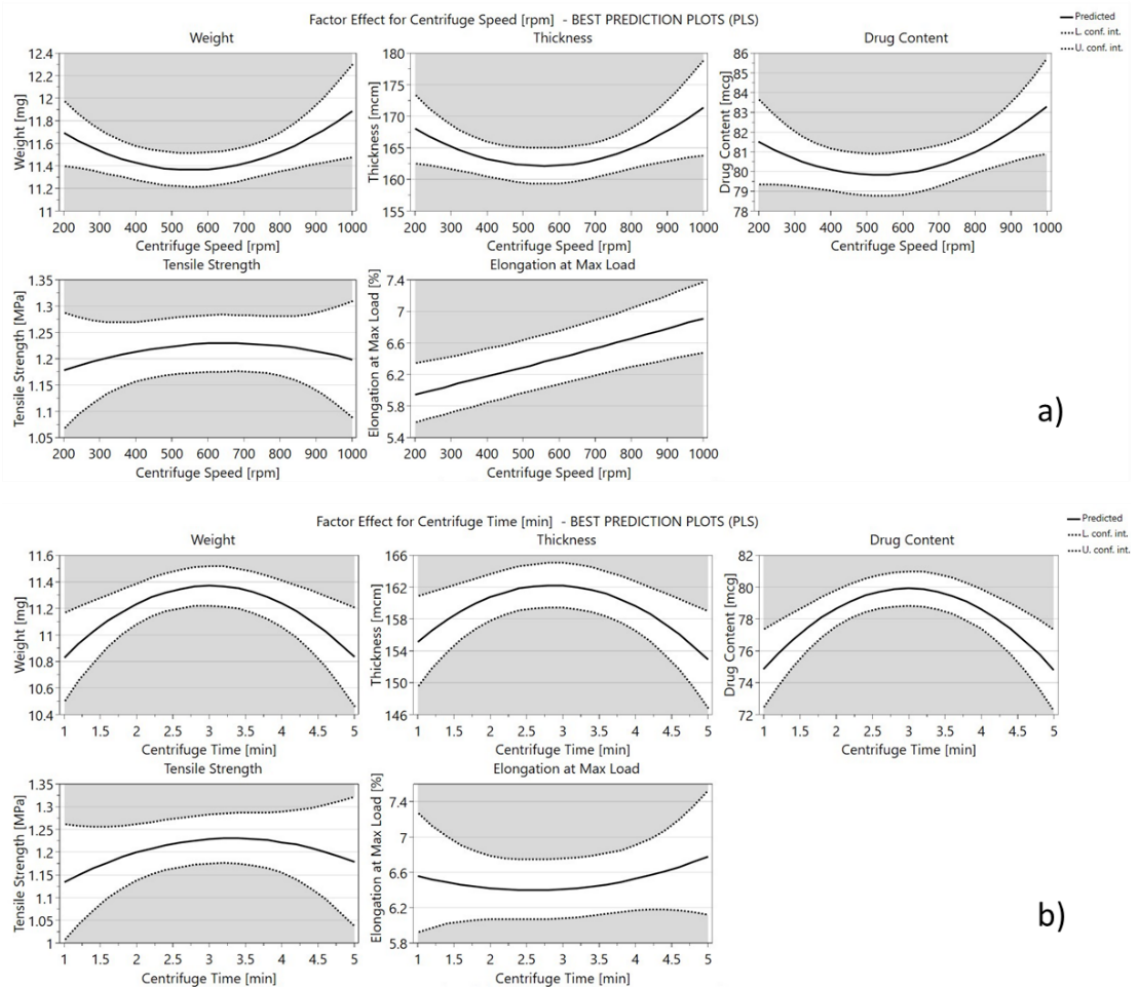 Factor Effect for Centrifuge Speed [rpm] - BEST PREDICTION PLOTS (PLS)
Predicted
L. conf. int.
U. conf. int.
Weight
Thickness
Drug Content
Weight [mg]
12.4
12.2
12
11.8
11.6
11.4
11.2
11
Thickness [mcm]
180
175
170
165
160
155
Drug Content [mcg]
86
85
84
83
82
81
80
79
78
200 300 400 500 600 700 800 900 1000
200 300 400 500 600 700 800 900 1000
200 300 400 500 600 700 800 900 1000
Centrifuge Speed [rpm]
Centrifuge Speed [rpm]
Centrifuge Speed [rpm]
Tensile Strength
Elongation at Max Load
Tensile Strength [MPa]
1.35
1.3
1.25
1.2
1.15
1.1
1.05
Elongation at Max Load [%]
7.4
7
6.6
6.2
5.8
5.4
200 300 400 500 600 700 800 900 1000
200 300 400 500 600 700 800 900 1000
Centrifuge Speed [rpm]
Centrifuge Speed [rpm]
a)
Factor Effect for Centrifuge Time [min] - BEST PREDICTION PLOTS (PLS)
Predicted
L. conf. int.
U. conf. int.
Weight
Thickness
Drug Content
Weight [mg]
11.6
11.4
11.2
11
10.8
10.6
10.4
Thickness [mcm]
166
162
158
154
150
146
Drug Content [mcg]
82
80
78
76
74
72
1 1.5 2 2.5 3 3.5 4 4.5 5
1 1.5 2 2.5 3 3.5 4 4.5 5
1 1.5 2 2.5 3 3.5 4 4.5 5
Centrifuge Time [min]
Centrifuge Time [min]
Centrifuge Time [min]
Tensile Strength
Elongation at Max Load
Tensile Strength [MPa]
1.35
1.3
1.25
1.2
1.15
1.1
1.05
1
Elongation at Max Load [%]
7.4
7
6.6
6.2
5.8
1 1.5 2 2.5 3 3.5 4 4.5 5
1 1.5 2 2.5 3 3.5 4 4.5 5
Centrifuge Time [min]
Centrifuge Time [min]
b)